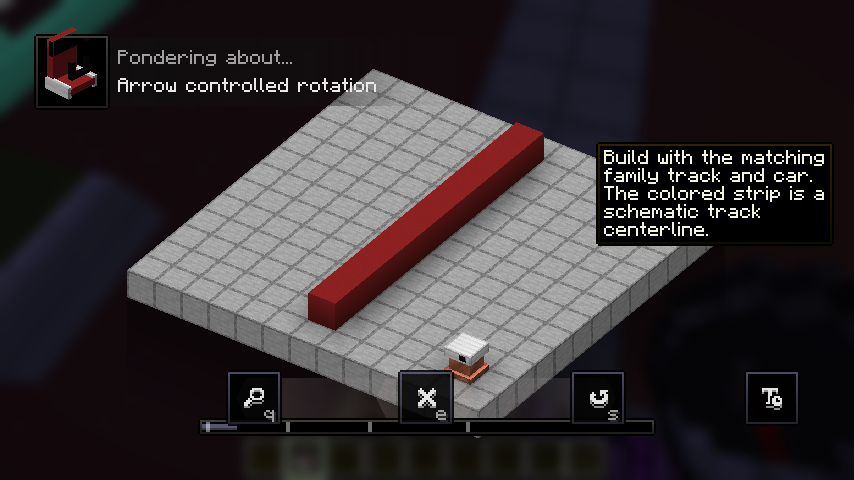 Pondering about...
Arrow controlled rotation
Build with the matching
family track and car.
The colored strip is a
schematic track
centerline.
q
e
s
T